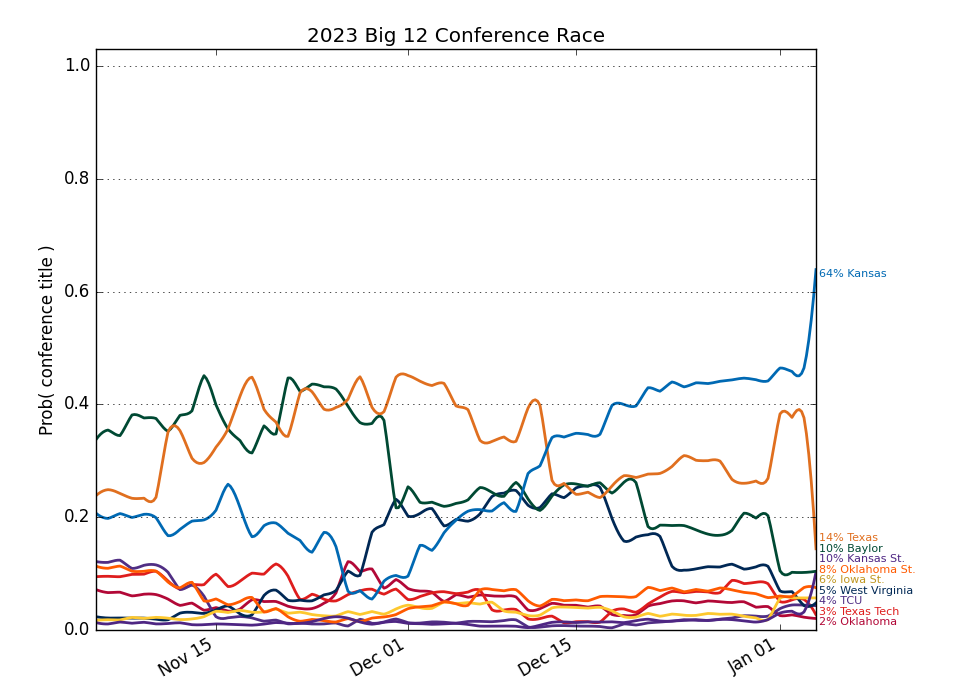 2023 Big 12 Conference Race
Prob( conference title )
1.0
0.8
0.6
0.4
0.2
0.0
64% Kansas
14% Texas
10% Baylor
10% Kansas St.
8% Oklahoma St.
6% Iowa St.
5% West Virginia
4% TCU
3% Texas Tech
2% Oklahoma
Nov 15
Dec 01
Dec 15
Jan 01